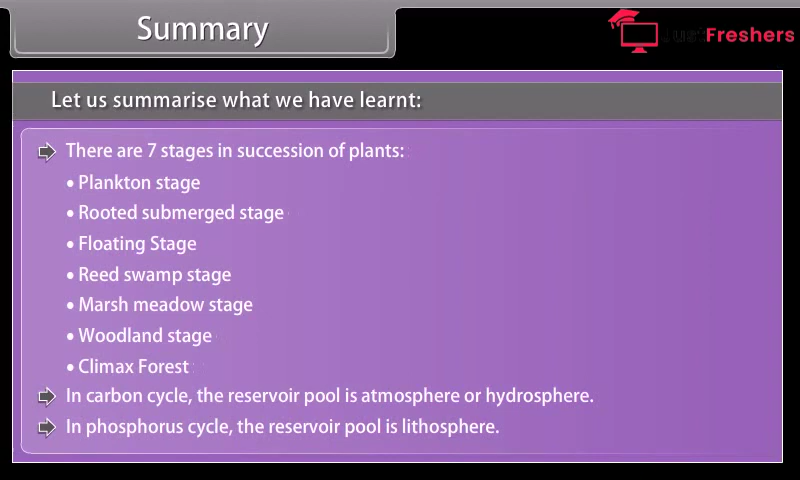 Summary
JustFreshers
Let us summarise what we have learnt:
There are 7 stages in succession of plants:
• Plankton stage
• Rooted submerged stage
• Floating Stage
• Reed swamp stage
• Marsh meadow stage
• Woodland stage
• Climax Forest
In carbon cycle, the reservoir pool is atmosphere or hydrosphere.
In phosphorus cycle, the reservoir pool is lithosphere.